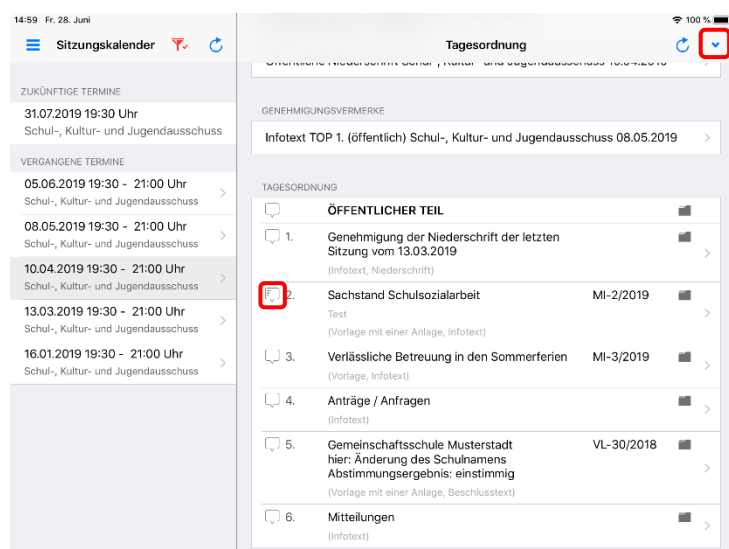 14:59 Fr. 28. Juni
100 %
Sitzungskalender
ZUKÜNFTIGE TERMINE
31.07.2019 19:30 Uhr
Schul-, Kultur- und Jugendausschuss
VERGANGENE TERMINE
05.06.2019 19:30 - 21:00 Uhr
Schul-, Kultur- und Jugendausschuss
08.05.2019 19:30 - 21:00 Uhr
Schul-, Kultur- und Jugendausschuss
10.04.2019 19:30 - 21:00 Uhr
Schul-, Kultur- und Jugendausschuss
13.03.2019 19:30 - 21:00 Uhr
Schul-, Kultur- und Jugendausschuss
16.01.2019 19:30 - 21:00 Uhr
Schul-, Kultur- und Jugendausschuss
Tagesordnung
GENEHMIGUNGSVERMERKE
Infotext TOP 1. (öffentlich) Schul-, Kultur- und Jugendausschuss 08.05.2019
TAGESORDNUNG
ÖFFENTLICHER TEIL
1. Genehmigung der Niederschrift der letzten
Sitzung vom 13.03.2019
(Infotext, Niederschrift)
2. Sachstand Schulsozialarbeit MI-2/2019
Test
(Vorlage mit einer Anlage, Infotext)
3. Verlässliche Betreuung in den Sommerferien MI-3/2019
(Vorlage, Infotext)
4. Anträge / Anfragen
(Infotext)
5. Gemeinschaftsschule Musterstadt VL-30/2018
hier: Änderung des Schulnamens
Abstimmungsergebnis: einstimmig
(Vorlage mit einer Anlage, Beschlusstext)
6. Mitteilungen
(Infotext)